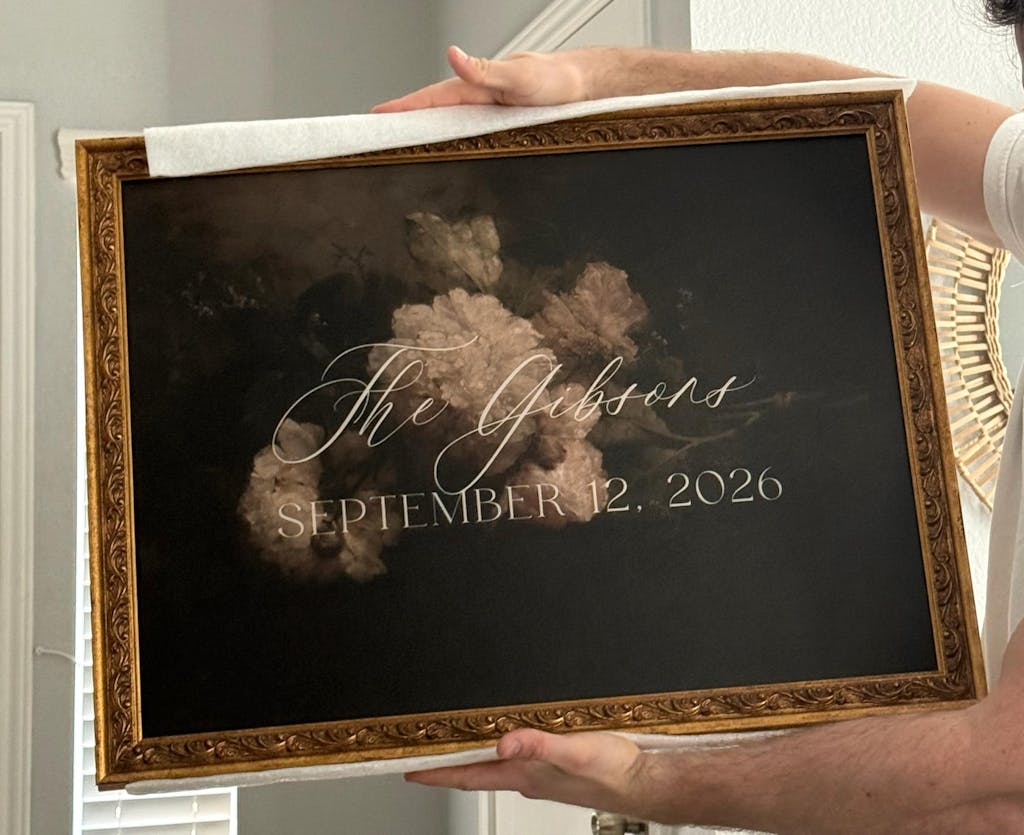 The Gibsons
SEPTEMBER 12, 2026